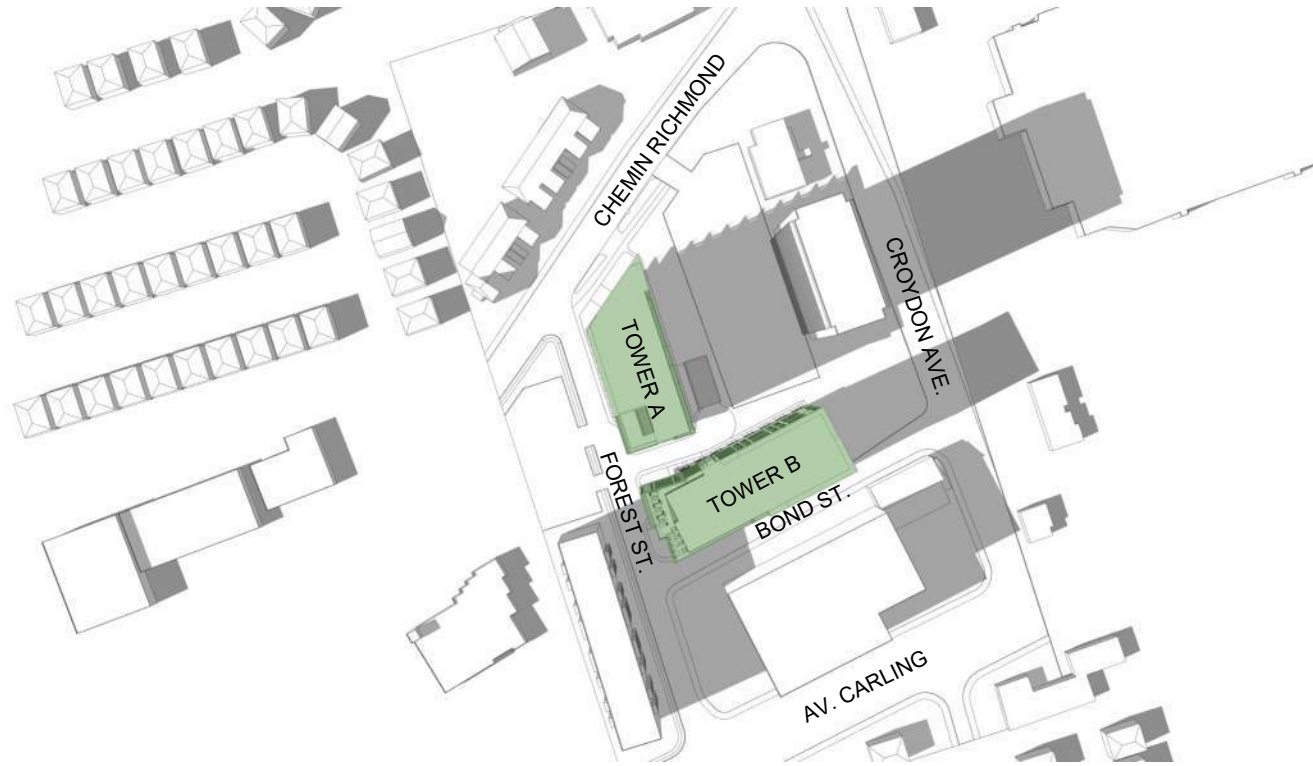 CHEMIN RICHMOND
CROYDON AVE.
TOWER A
TOWER B
FOREST ST.
BOND ST.
AV. CARLING